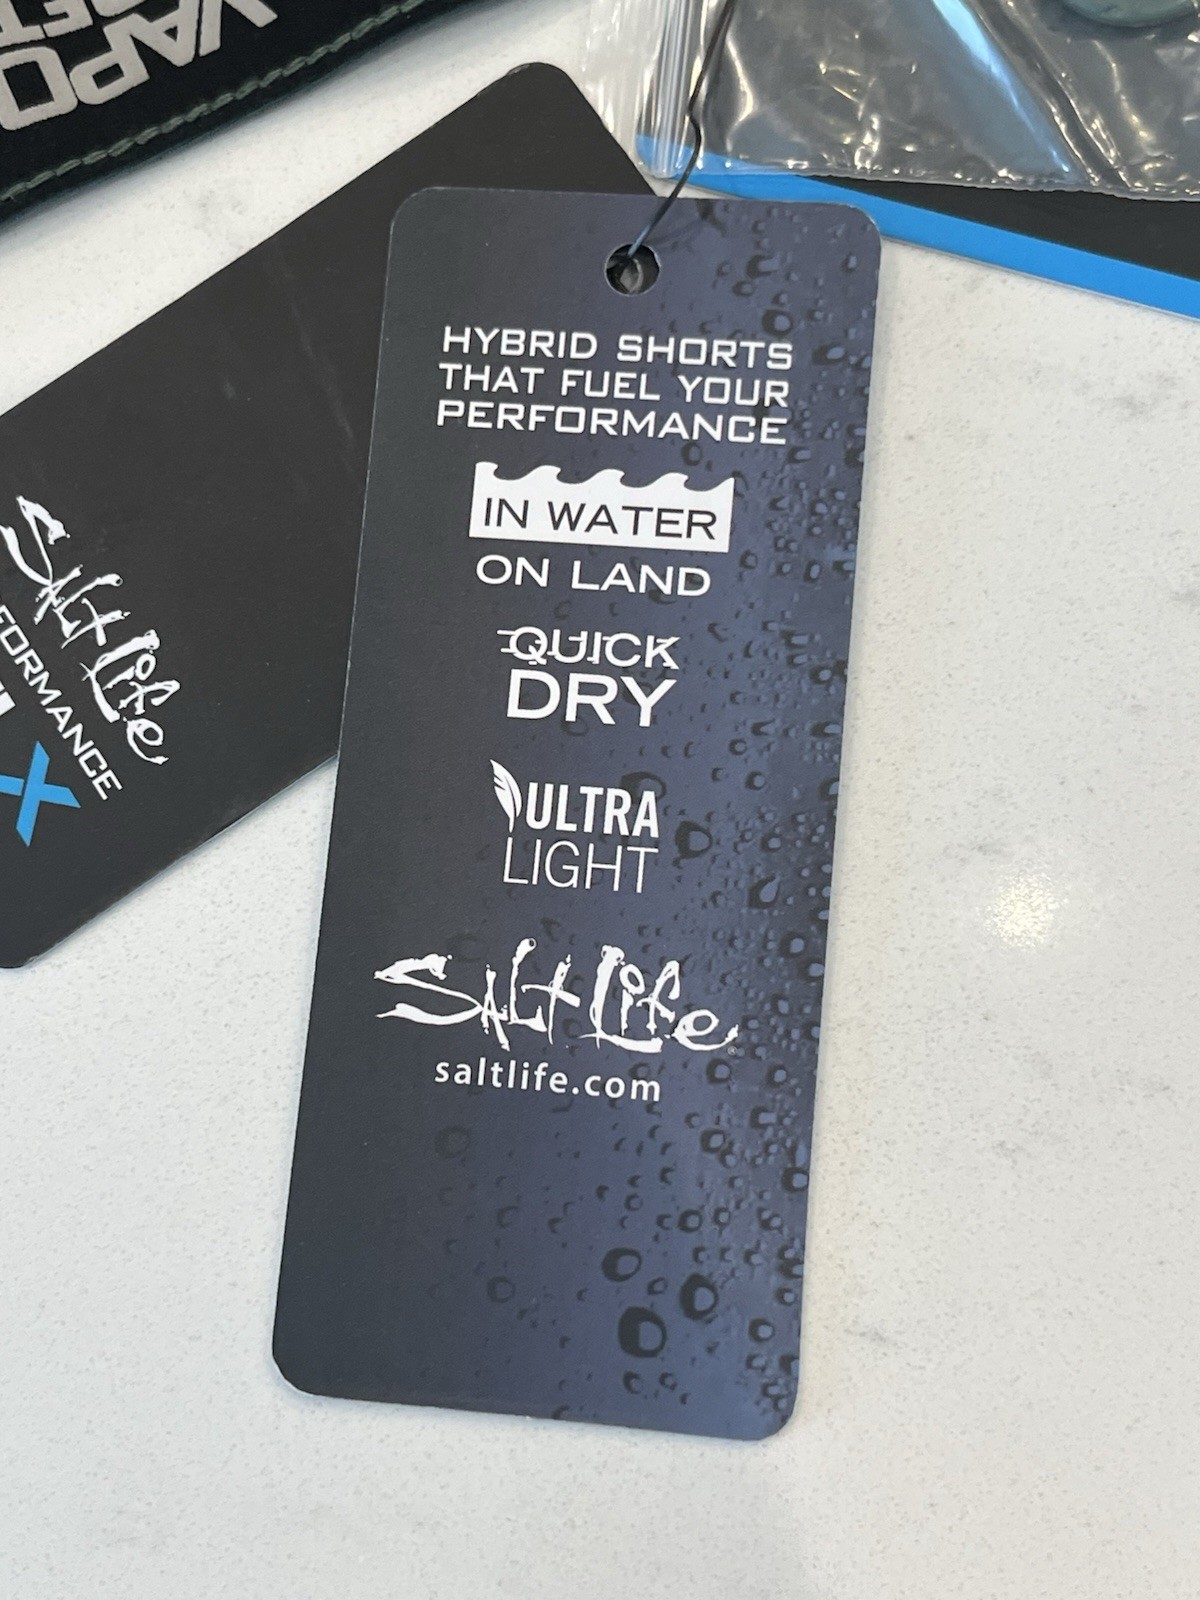 HYBRID SHORTS
THAT FUEL YOUR
PERFORMANCE
IN WATER
ON LAND
QUICK
DRY
ULTRA
LIGHT
Salt Life
saltlife.com
Salt Life
X